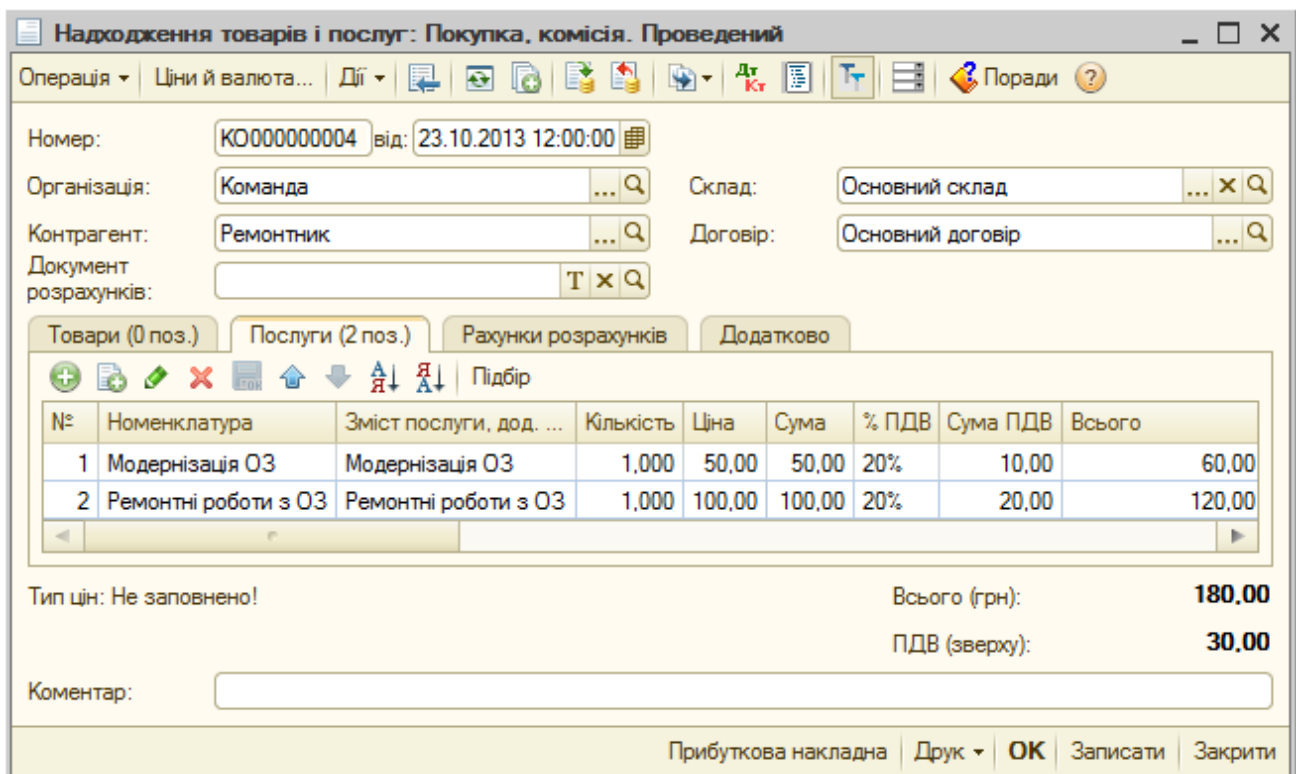 Надходження товарів і послуг: Покупка, комісія. Проведений
Операція Ціни й валюта... Дії Дт Кт Поради ?
Номер: КО000000004 від: 23.10.2013 12:00:00
Організація: Команда ... Склад: Основний склад ...
Контрагент: Ремонтник ... Договір: Основний договір ...
Документ
розрахунків: T
Товари (0 поз.) Послуги (2 поз.) Рахунки розрахунків Додатково
Підбір
№ Номенклатура Зміст послуги, дод. ... Кількість Ціна Сума % ПДВ Сума ПДВ Всього
1 Модернізація ОЗ Модернізація ОЗ 1,000 50,00 50,00 20% 10,00 60,00
2 Ремонтні роботи з ОЗ Ремонтні роботи з ОЗ 1,000 100,00 100,00 20% 20,00 120,00
Тип цін: Не заповнено! Всього (грн): 180,00
ПДВ (зверху): 30,00
Коментар:
Прибуткова накладна Друк OK Записати Закрити